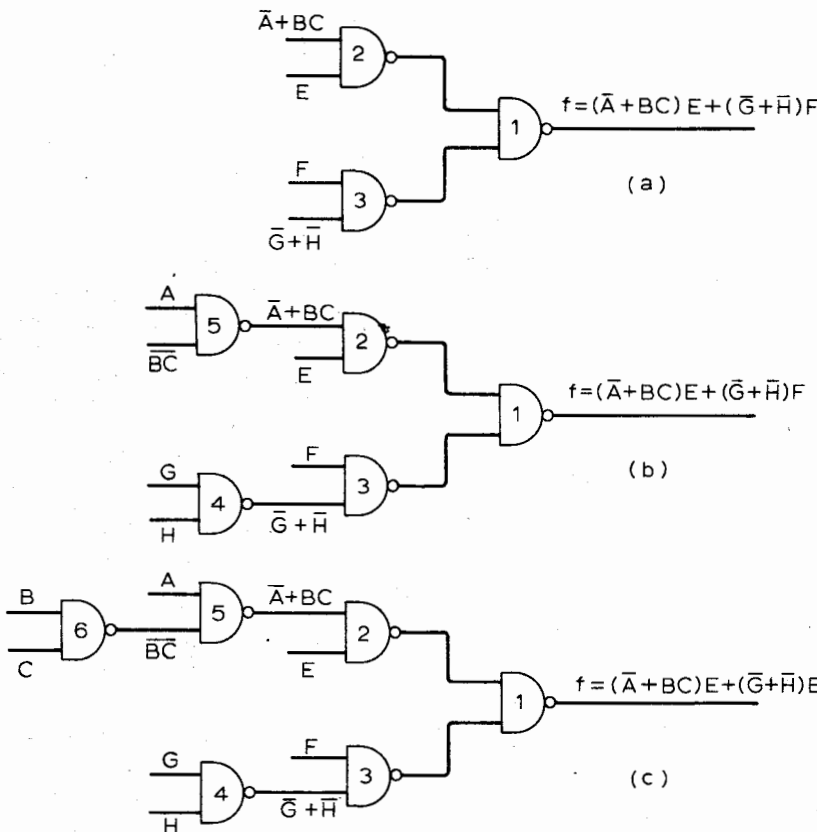 A̅+BC
2
E
1
f=(A̅+BC)E+(G̅+H̅)F
F
3
G̅+H̅
(a)
A
5
B̅C̅
A̅+BC
2
E
1
f=(A̅+BC)E+(G̅+H̅)F
G
4
H
F
3
G̅+H̅
(b)
B
6
C
A
5
B̅C̅
A̅+BC
2
E
1
f=(A̅+BC)E+(G̅+H̅)E
G
4
H
F
3
G̅+H̅
(c)